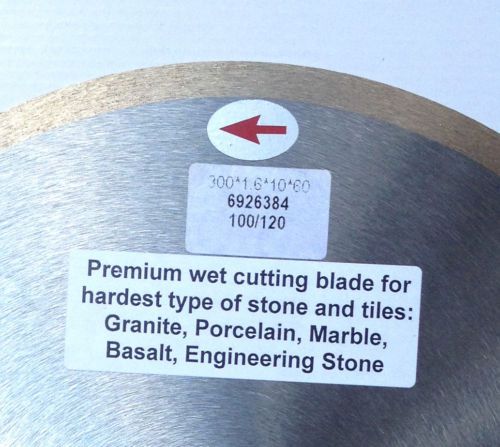 300*1.6*10*60
6926384
100/120
Premium wet cutting blade for
hardest type of stone and tiles:
Granite, Porcelain, Marble,
Basalt, Engineering Stone